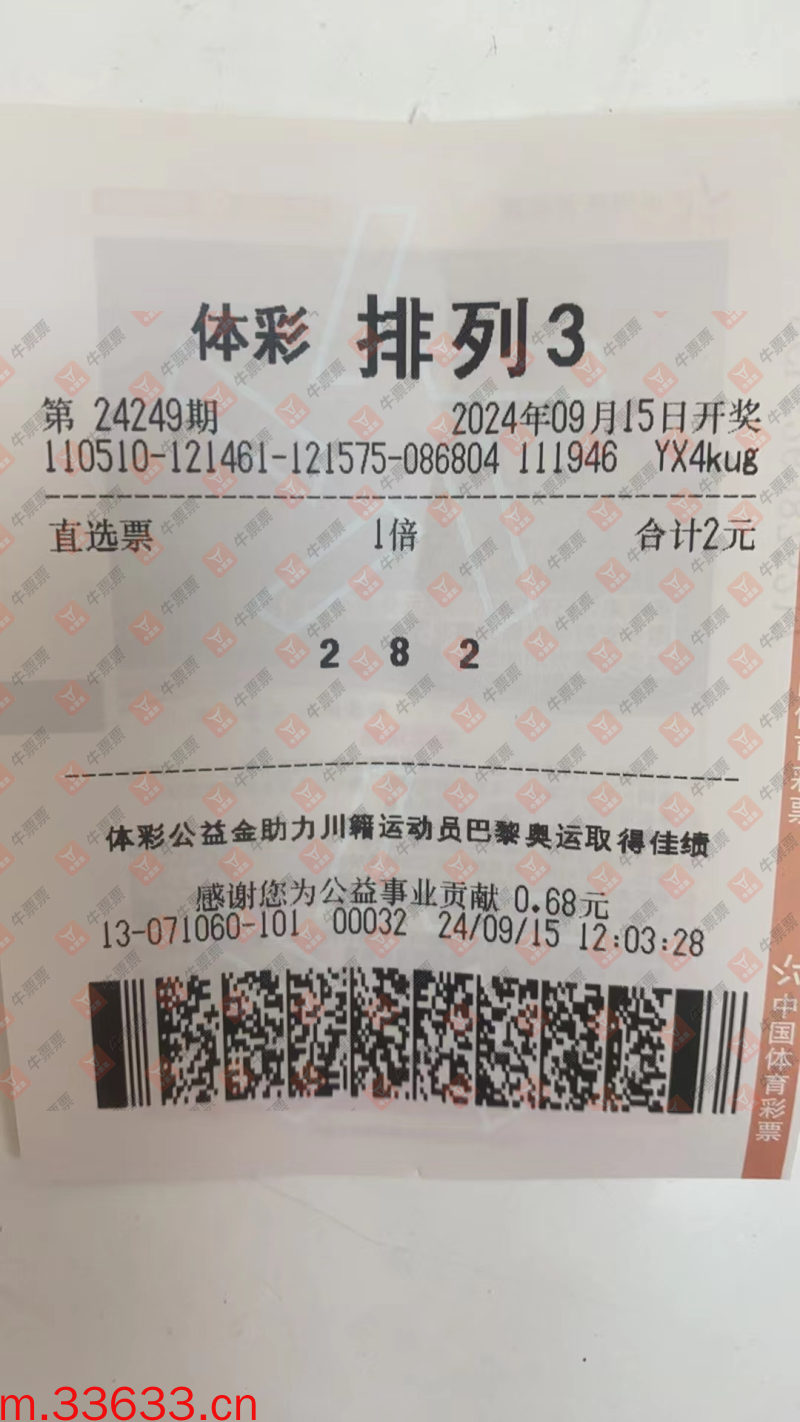 体彩 排列3
第 24249期 2024年09月15日开奖
110510-121461-121575-086804 111946 YX4kug
直选票 1倍 合计2元
2 8 2
体彩公益金助力川籍运动员巴黎奥运取得佳绩
感谢您为公益事业贡献 0.68元
13-071060-101 00032 24/09/15 12:03:28
中国体育彩票
牛票票
m.33633.cn